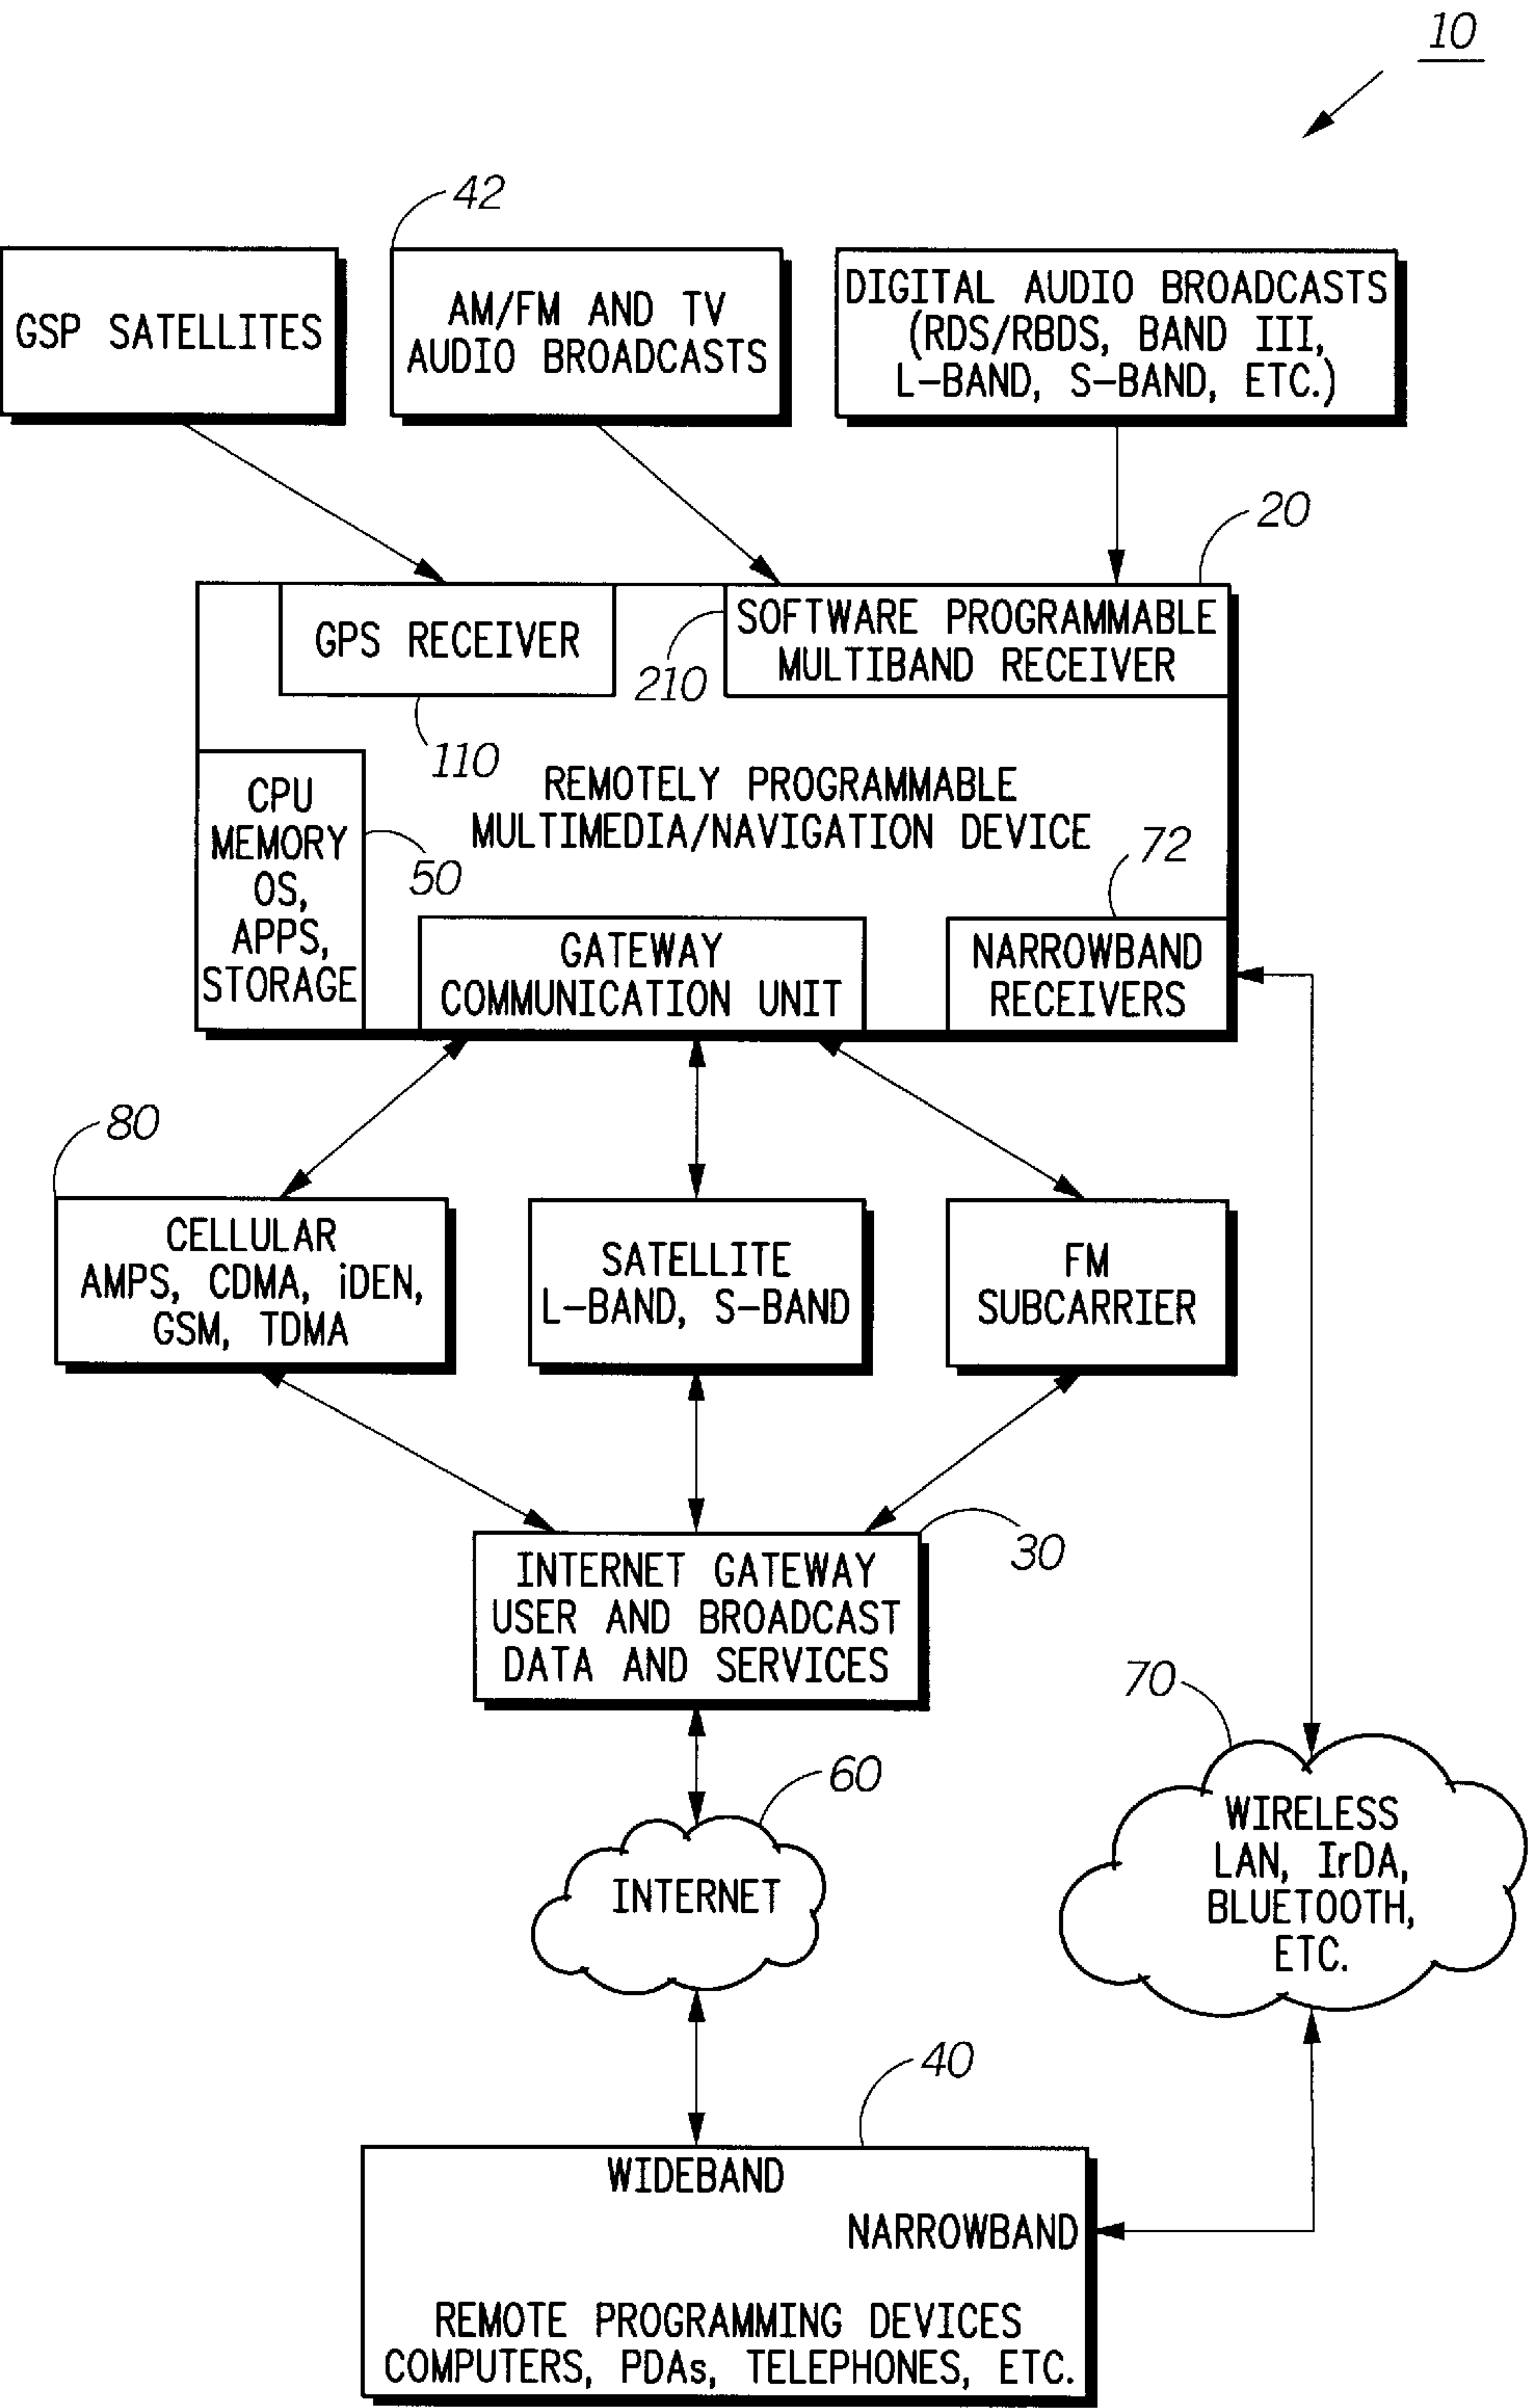 10
42
GSP SATELLITES
AM/FM AND TV
AUDIO BROADCASTS
DIGITAL AUDIO BROADCASTS
(RDS/RBDS, BAND III,
L-BAND, S-BAND, ETC.)
20
GPS RECEIVER
110
210
SOFTWARE PROGRAMMABLE
MULTIBAND RECEIVER
REMOTELY PROGRAMMABLE
MULTIMEDIA/NAVIGATION DEVICE
CPU
MEMORY
OS,
APPS,
STORAGE
50
72
GATEWAY
COMMUNICATION UNIT
NARROWBAND
RECEIVERS
80
CELLULAR
AMPS, CDMA, iDEN,
GSM, TDMA
SATELLITE
L-BAND, S-BAND
FM
SUBCARRIER
30
INTERNET GATEWAY
USER AND BROADCAST
DATA AND SERVICES
70
60
INTERNET
WIRELESS
LAN, IrDA,
BLUETOOTH,
ETC.
40
WIDEBAND
NARROWBAND
REMOTE PROGRAMMING DEVICES
COMPUTERS, PDAs, TELEPHONES, ETC.